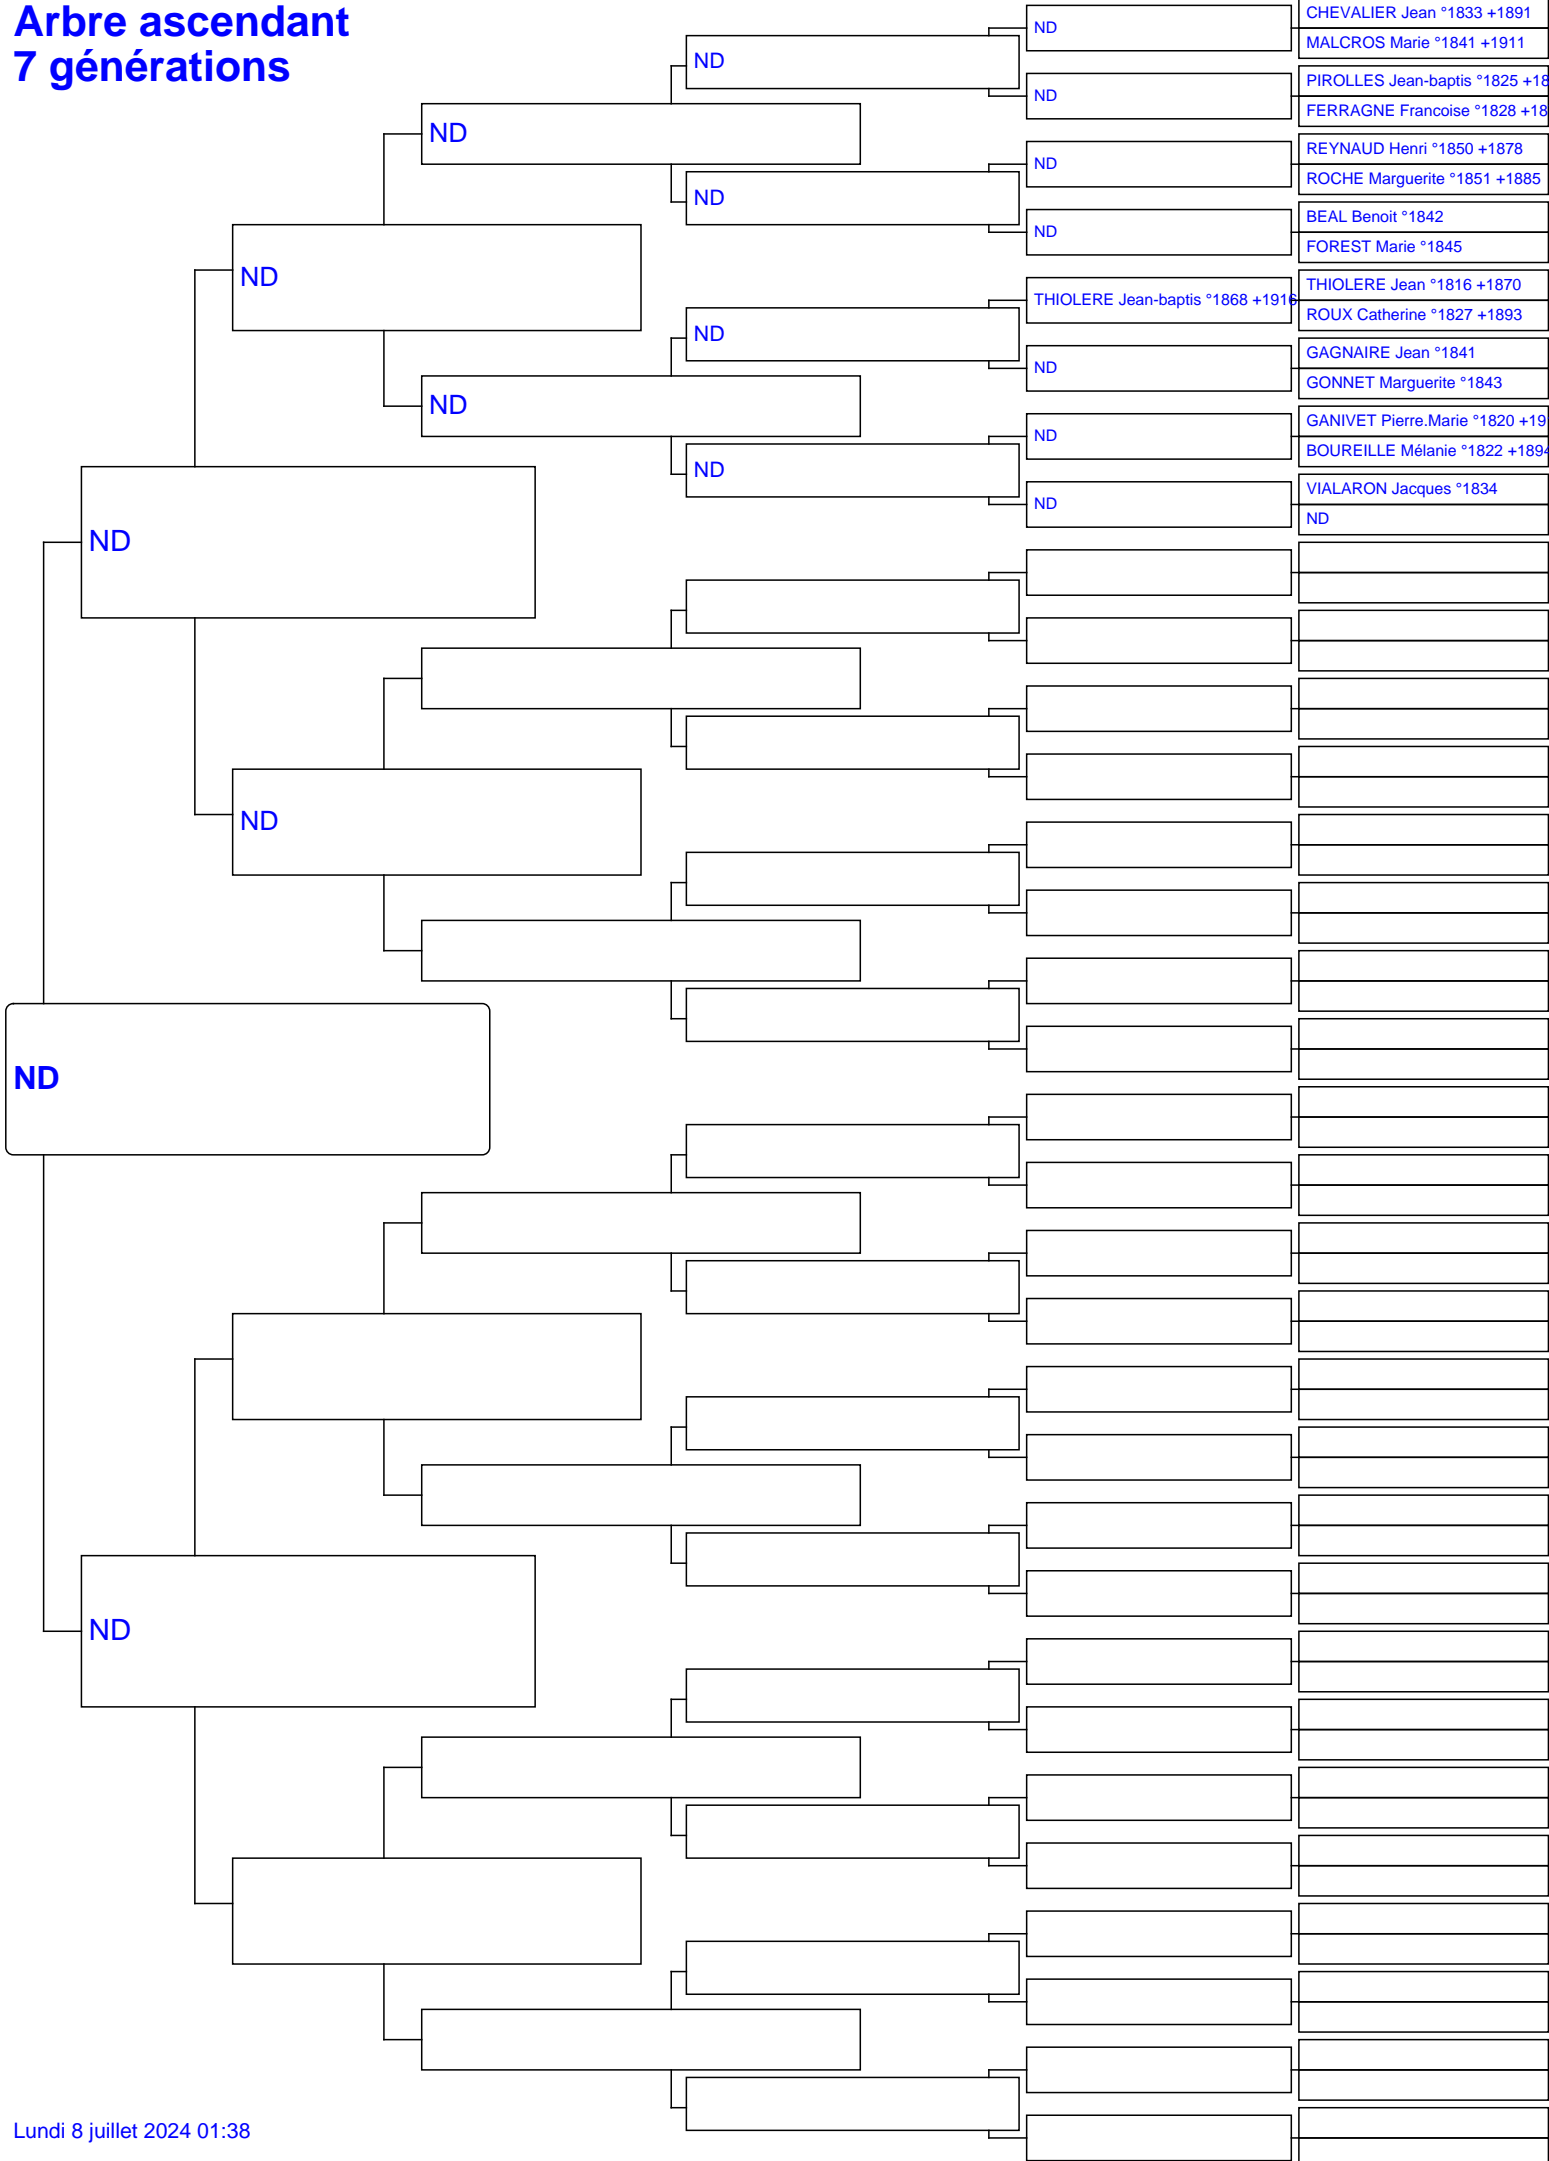 Arbre ascendant
7 générations
CHEVALIER Jean °1833 +1891
ND
MALCROS Marie °1841 +1911
ND
PIROLLES Jean-baptis °1825 +18
ND
FERRAGNE Francoise °1828 +18
ND
REYNAUD Henri °1850 +1878
ND
ROCHE Marguerite °1851 +1885
ND
BEAL Benoit °1842
ND
FOREST Marie °1845
ND
THIOLERE Jean °1816 +1870
THIOLERE Jean-baptis °1868 +1916
ROUX Catherine °1827 +1893
ND
GAGNAIRE Jean °1841
ND
GONNET Marguerite °1843
ND
GANIVET Pierre.Marie °1820 +19
ND
BOUREILLE Mélanie °1822 +1894
ND
VIALARON Jacques °1834
ND
ND
ND
ND
ND
ND
Lundi 8 juillet 2024 01:38